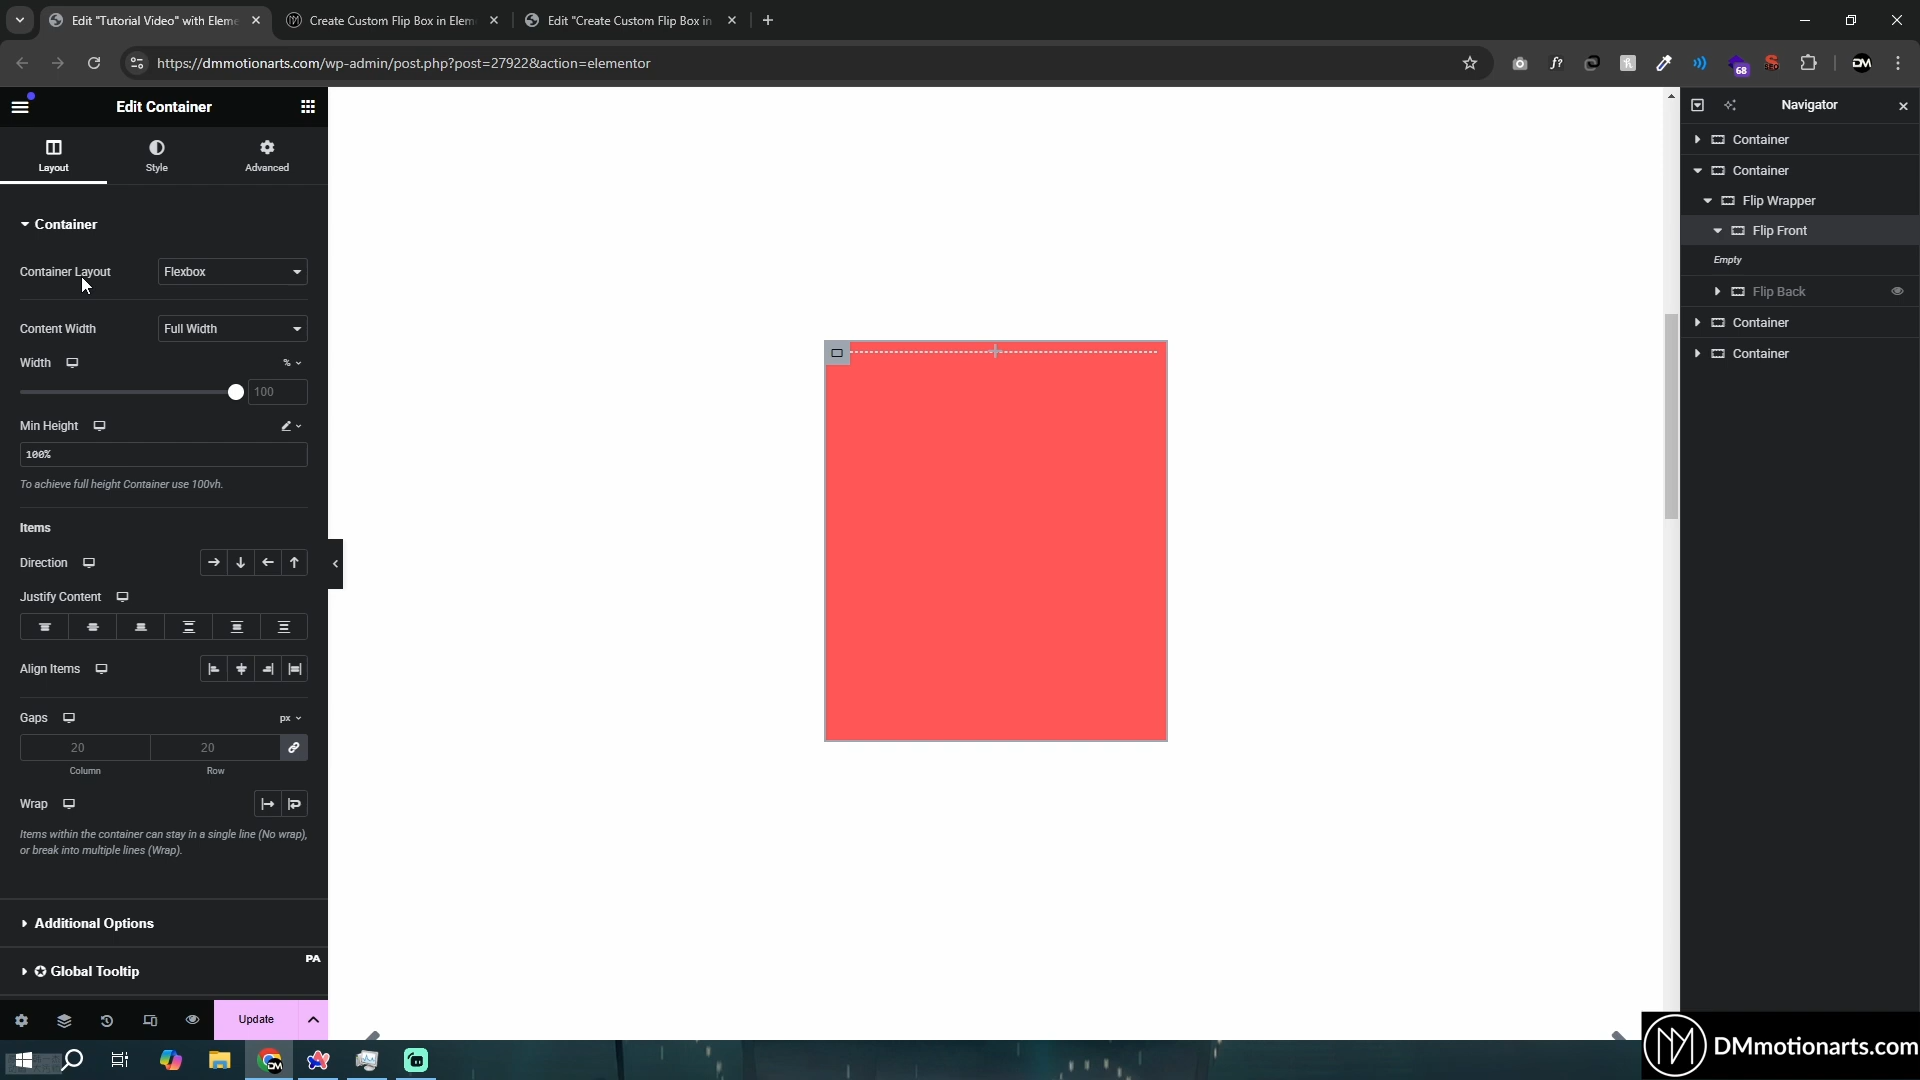 Edit "Tutorial Video" with Eleme
Create Custom Flip Box in Elem
Edit "Create Custom Flip Box in
https://dmmotionarts.com/wp-admin/post.php?post=27922&action=elementor
f?
68
SEO
DM
Edit Container
Navigator
Layout
Style
Advanced
Container
Container
Flip Wrapper
Flip Front
Empty
Flip Back
Container
Container
Container
Container Layout
Flexbox
Content Width
Full Width
Width
%
100
Min Height
100%
To achieve full height Container use 100vh.
Items
Direction
Justify Content
Align Items
Gaps
px
20
20
Column
Row
Wrap
Items within the container can stay in a single line (No wrap),
or break into multiple lines (Wrap).
Additional Options
PA
Global Tooltip
Update
DMmotionarts.com